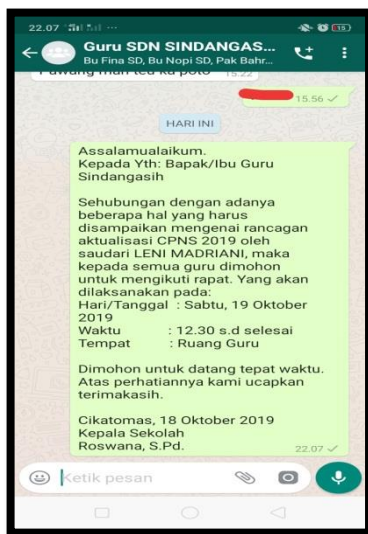 22.07
15
Guru SDN SINDANGAS...
Bu Fina SD, Bu Nopi SD, Pak Bahr...
15.22
15.56
HARI INI
Assalamualaikum.
Kepada Yth: Bapak/Ibu Guru
Sindangasih
Sehubungan dengan adanya
beberapa hal yang harus
disampaikan mengenai rancagan
aktualisasi CPNS 2019 oleh
saudari LENI MADRIANI, maka
kepada semua guru dimohon
untuk mengikuti rapat. Yang akan
dilaksanakan pada:
Hari/Tanggal : Sabtu, 19 Oktober
2019
Waktu : 12.30 s.d selesai
Tempat : Ruang Guru
Dimohon untuk datang tepat waktu.
Atas perhatiannya kami ucapkan
terimakasih.
Cikatomas, 18 Oktober 2019
Kepala Sekolah
Roswana, S.Pd.
22.07
Ketik pesan